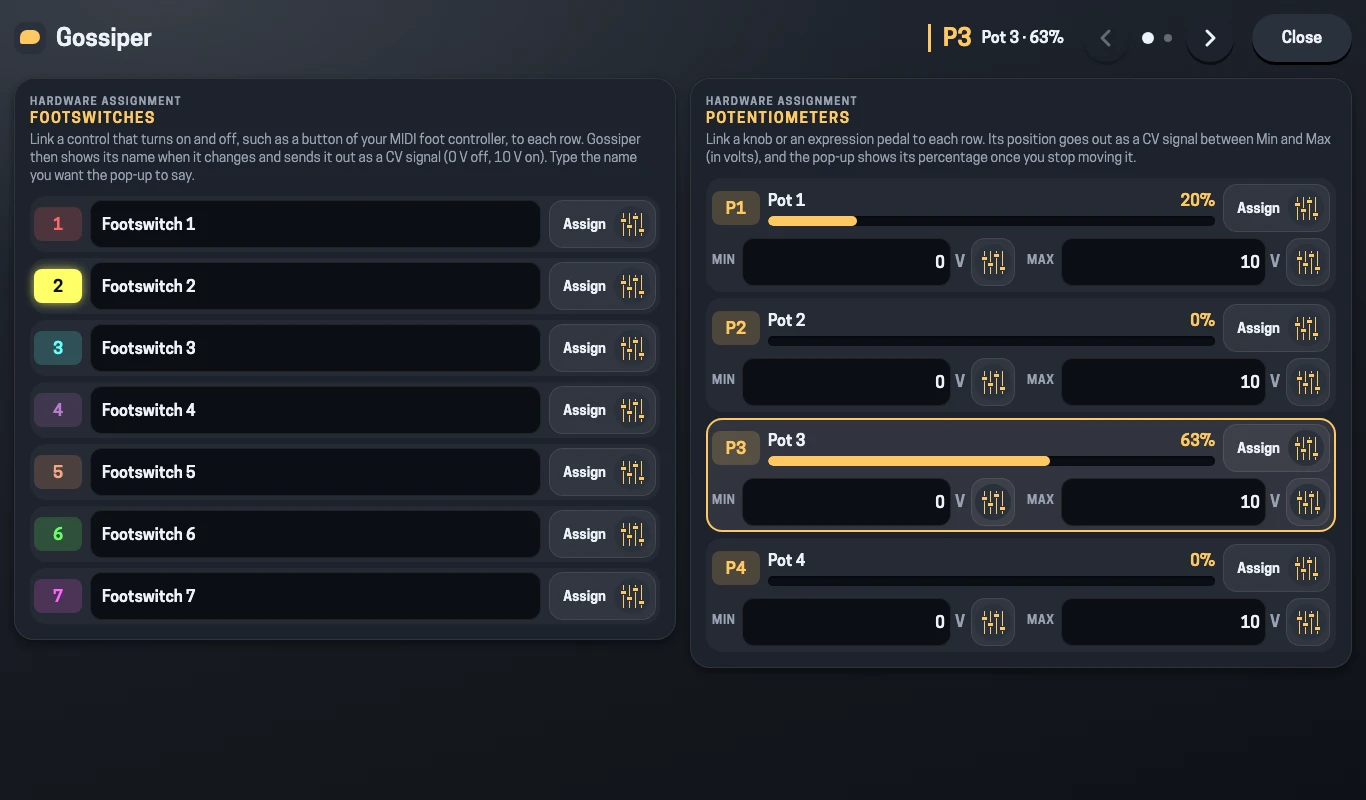 Gossiper
P3 Pot 3 · 63%
Close
HARDWARE ASSIGNMENT
FOOTSWITCHES
Link a control that turns on and off, such as a button of your MIDI foot controller, to each row. Gossiper
then shows its name when it changes and sends it out as a CV signal (0 V off, 10 V on). Type the name
you want the pop-up to say.
1 Footswitch 1 Assign
2 Footswitch 2 Assign
3 Footswitch 3 Assign
4 Footswitch 4 Assign
5 Footswitch 5 Assign
6 Footswitch 6 Assign
7 Footswitch 7 Assign
HARDWARE ASSIGNMENT
POTENTIOMETERS
Link a knob or an expression pedal to each row. Its position goes out as a CV signal between Min and Max
(in volts), and the pop-up shows its percentage once you stop moving it.
P1 Pot 1 20% Assign
MIN 0 V MAX 10 V
P2 Pot 2 0% Assign
MIN 0 V MAX 10 V
P3 Pot 3 63% Assign
MIN 0 V MAX 10 V
P4 Pot 4 0% Assign
MIN 0 V MAX 10 V